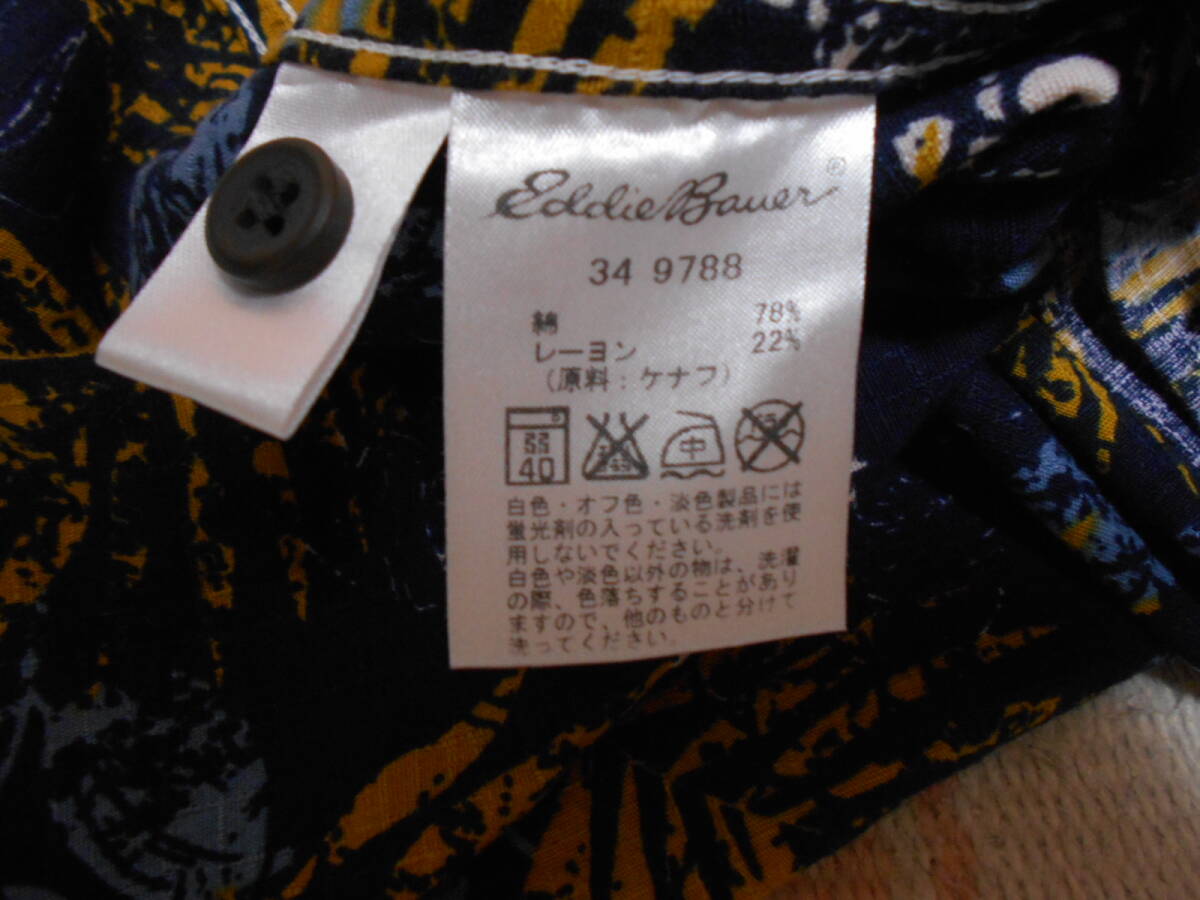 Eddie Bauer®
34 9788
綿 78%
レーヨン 22%
(原料:ケナフ)
弱 40 中
白色・オフ色・淡色製品には
蛍光剤の入っている洗剤を使
用しないでください。
白色や淡色以外の物は、洗濯
の際、色落ちすることがあり
ますので、他のものと分けて
洗ってください。